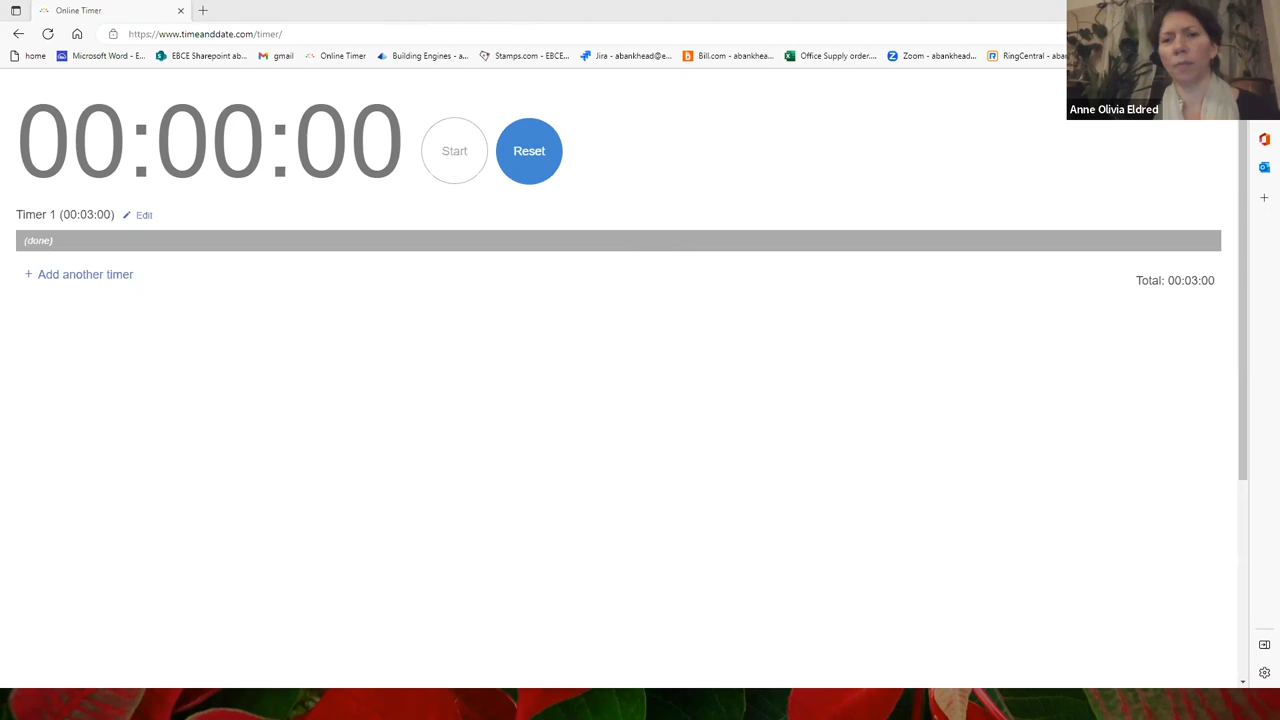 Online Timer
https://www.timeanddate.com/timer/
home Microsoft Word - E... EBCE Sharepoint ab... gmail Online Timer Building Engines - a... Stamps.com - EBCE... Jira - abankhead@e... Bill.com - abankhea... Office Supply order.... Zoom - abankhead... RingCentral - aba
Anne Olivia Eldred
00:00:00
Start
Reset
Timer 1 (00:03:00) Edit
(done)
+ Add another timer
Total: 00:03:00